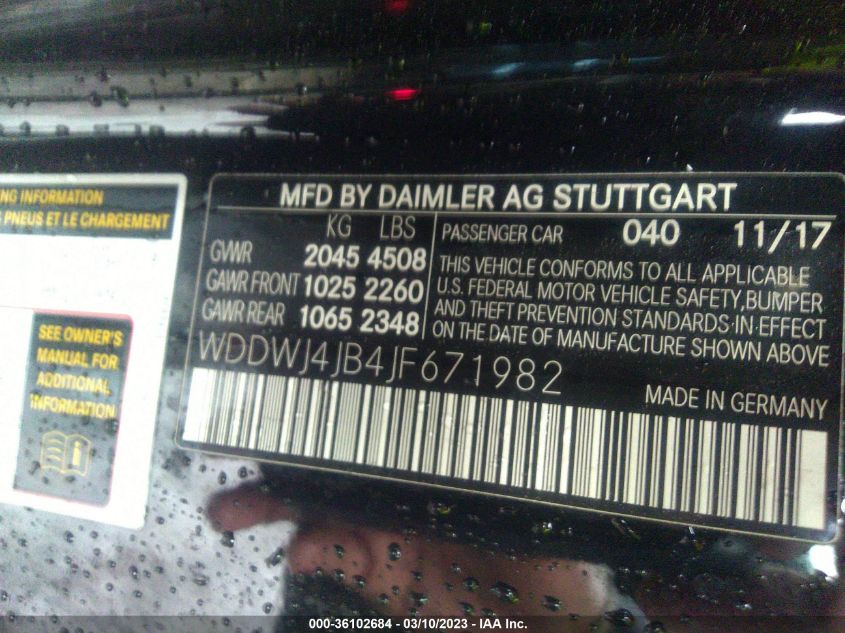 NG INFORMATION
PNEUS ET LE CHARGEMENT
SEE OWNER'S
MANUAL FOR
ADDITIONAL
INFORMATION
MFD BY DAIMLER AG STUTTGART
KG LBS
GVWR 2045 4508
GAWR FRONT 1025 2260
GAWR REAR 1065 2348
PASSENGER CAR 040 11/17
THIS VEHICLE CONFORMS TO ALL APPLICABLE
U.S. FEDERAL MOTOR VEHICLE SAFETY, BUMPER
AND THEFT PREVENTION STANDARDS IN EFFECT
ON THE DATE OF MANUFACTURE SHOWN ABOVE
WDDWJ4JB4JF671982
MADE IN GERMANY
000-36102684 - 03/10/2023 - IAA Inc.